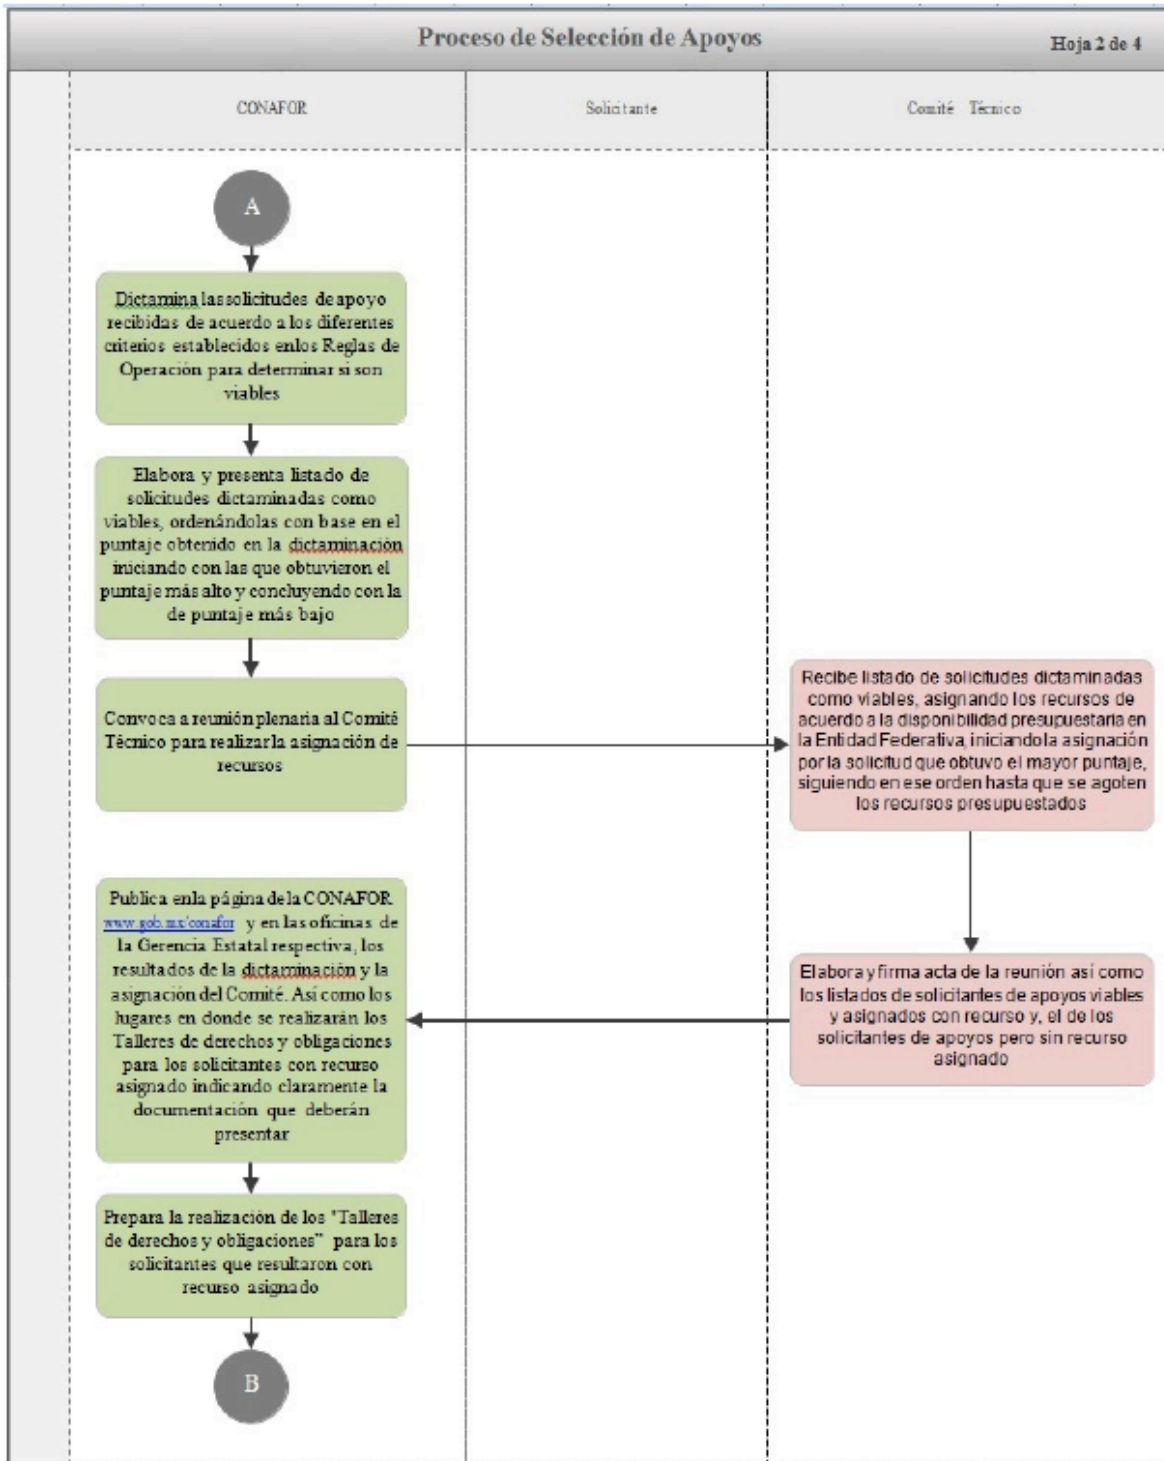 Proceso de Selección de Apoyos
Hoja 2 de 4
CONAFOR
Solicitante
Comité Técnico
A
Dictamina lassolicitudes de apoyo
recibidas de acuerdo a los diferentes
criterios establecidos enlos Reglas de
Operación para determinar si son
viables
Elabora y presenta listado de
solicitudes dictaminadas como
viables, ordenándolas con base en el
puntaje obtenido en la dictaminación
iniciando con las que obtuvieron el
puntaje más alto y concluyendo con la
de puntaje más bajo
Convoca a reunión plenaria al Comité
Técnico para realizar la asignación de
recursos
Recibe listado de solicitudes dictaminadas
como viables, asignando los recursos de
acuerdo a la disponibilidad presupuestaria en
la Entidad Federativa, iniciando la asignación
por la solicitud que obtuvo el mayor puntaje,
siguiendo en ese orden hasta que se agoten
los recursos presupuestados
Elabora y firma acta de la reunión así como
los listados de solicitantes de apoyos viables
y asignados con recurso y, el de los
solicitantes de apoyos pero sin recurso
asignado
Publica enla página de la CONAFOR
www.gob.mx/conafor y en las oficinas de
la Gerencia Estatal respectiva, los
resultados de la dictaminación y la
asignación del Comité. Así como los
lugares en donde se realizarán los
Talleres de derechos y obligaciones
para los solicitantes con recurso
asignado indicando claramente la
documentación que deberán
presentar
Prepara la realización de los "Talleres
de derechos y obligaciones" para los
solicitantes que resultaron con
recurso asignado
B